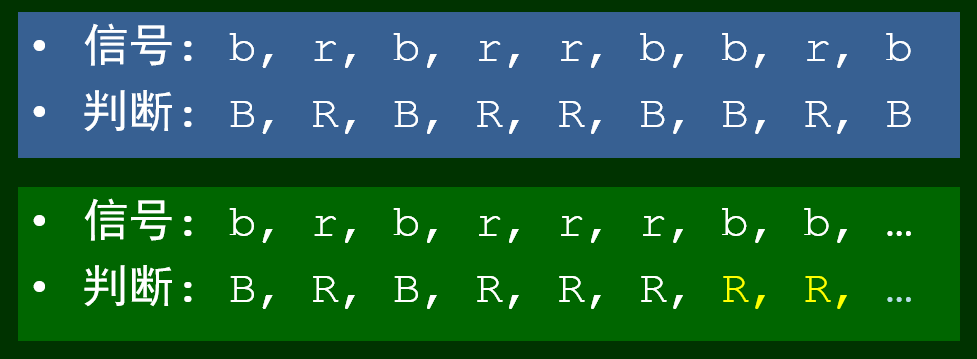 • 信号: b, r, b, r, r, b, b, r, b
• 判断: B, R, B, R, R, B, B, R, B
• 信号: b, r, b, r, r, r, b, b, …
• 判断: B, R, B, R, R, R, R, R, …